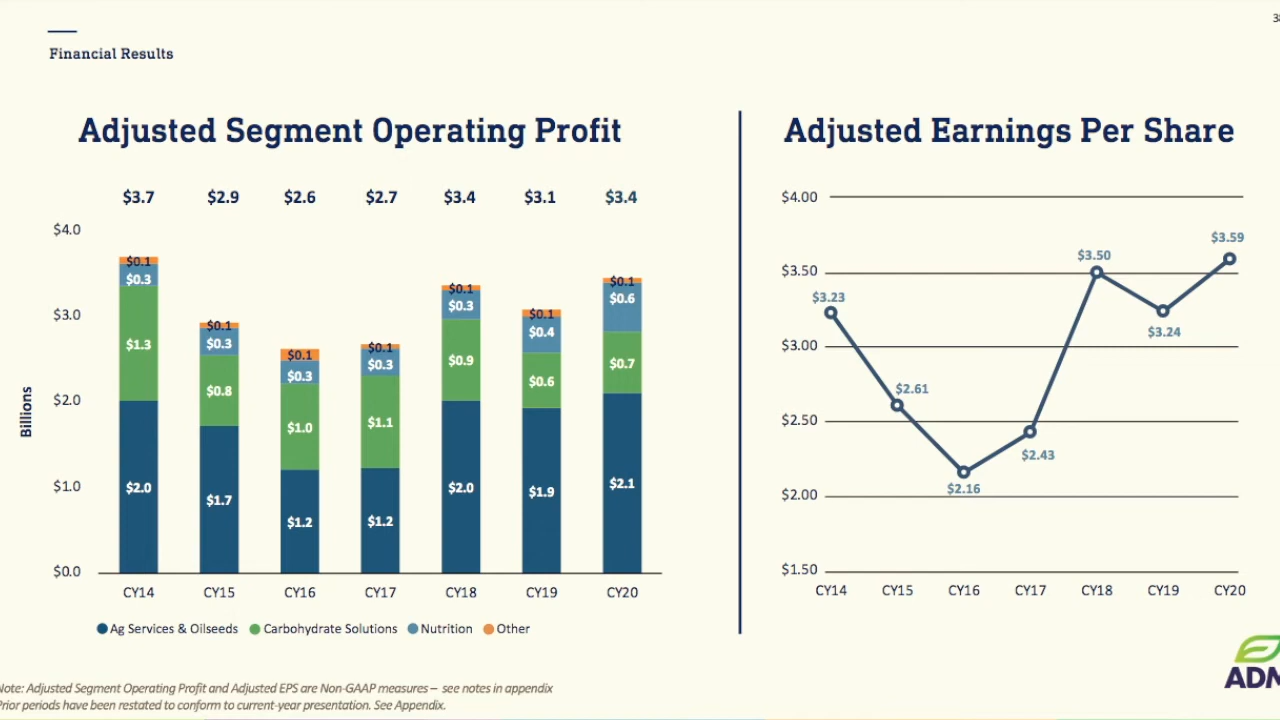 38
Financial Results
Adjusted Segment Operating Profit
$3.7 $2.9 $2.6 $2.7 $3.4 $3.1 $3.4
$4.0
$3.0
$2.0
$1.0
$0.0
Billions
$0.1 $0.3 $1.3 $2.0
$0.1 $0.3 $0.8 $1.7
$0.1 $0.3 $1.0 $1.2
$0.1 $0.3 $1.1 $1.2
$0.1 $0.3 $0.9 $2.0
$0.1 $0.4 $0.6 $1.9
$0.1 $0.6 $0.7 $2.1
CY14 CY15 CY16 CY17 CY18 CY19 CY20
Ag Services & Oilseeds Carbohydrate Solutions Nutrition Other
Adjusted Earnings Per Share
$4.00
$3.50
$3.00
$2.50
$2.00
$1.50
$3.23 $2.61 $2.16 $2.43 $3.50 $3.24 $3.59
CY14 CY15 CY16 CY17 CY18 CY19 CY20
Note: Adjusted Segment Operating Profit and Adjusted EPS are Non-GAAP measures – see notes in appendix
Prior periods have been restated to conform to current-year presentation. See Appendix.
ADM